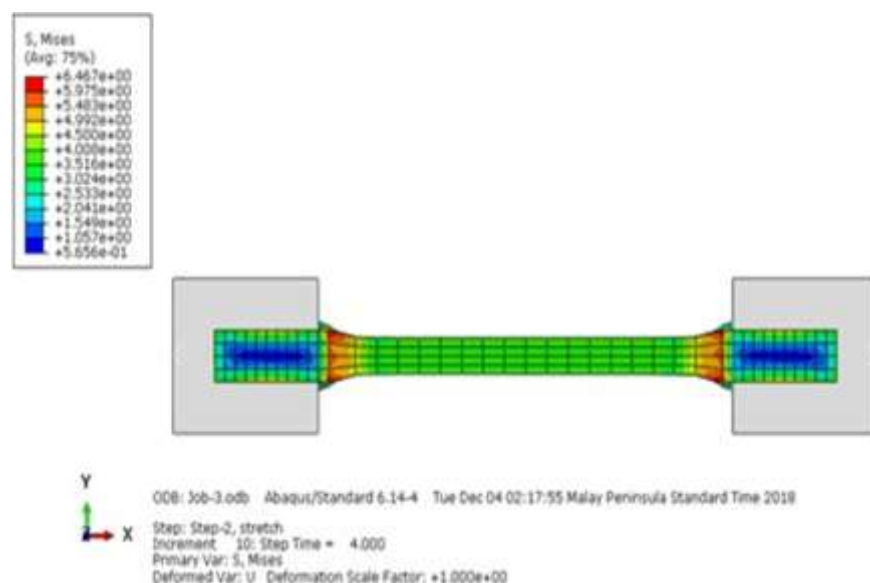 S, Mises
(Avg: 75%)
+6.467e+00
+5.975e+00
+5.483e+00
+4.992e+00
+4.500e+00
+4.008e+00
+3.516e+00
+3.024e+00
+2.533e+00
+2.041e+00
+1.549e+00
+1.057e+00
+5.656e-01
Y
X
ODB: Job-3.odb Abaqus/Standard 6.14-4 Tue Dec 04 02:17:55 Malay Peninsula Standard Time 2018
Step: Step-2, stretch
Increment 10: Step Time = 4.000
Primary Var: S, Mises
Deformed Var: U Deformation Scale Factor: +1.000e+00